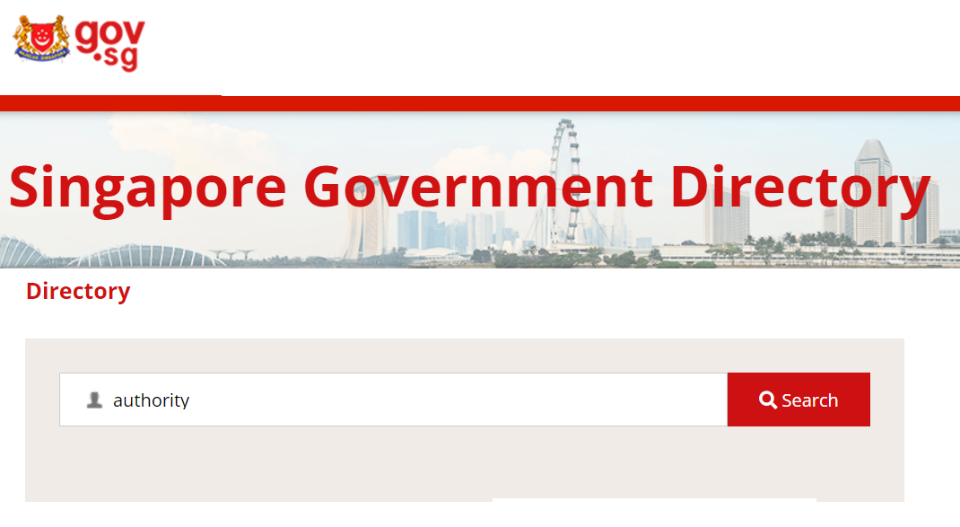 gov
.sg
Singapore Government Directory
Directory
authority
Search